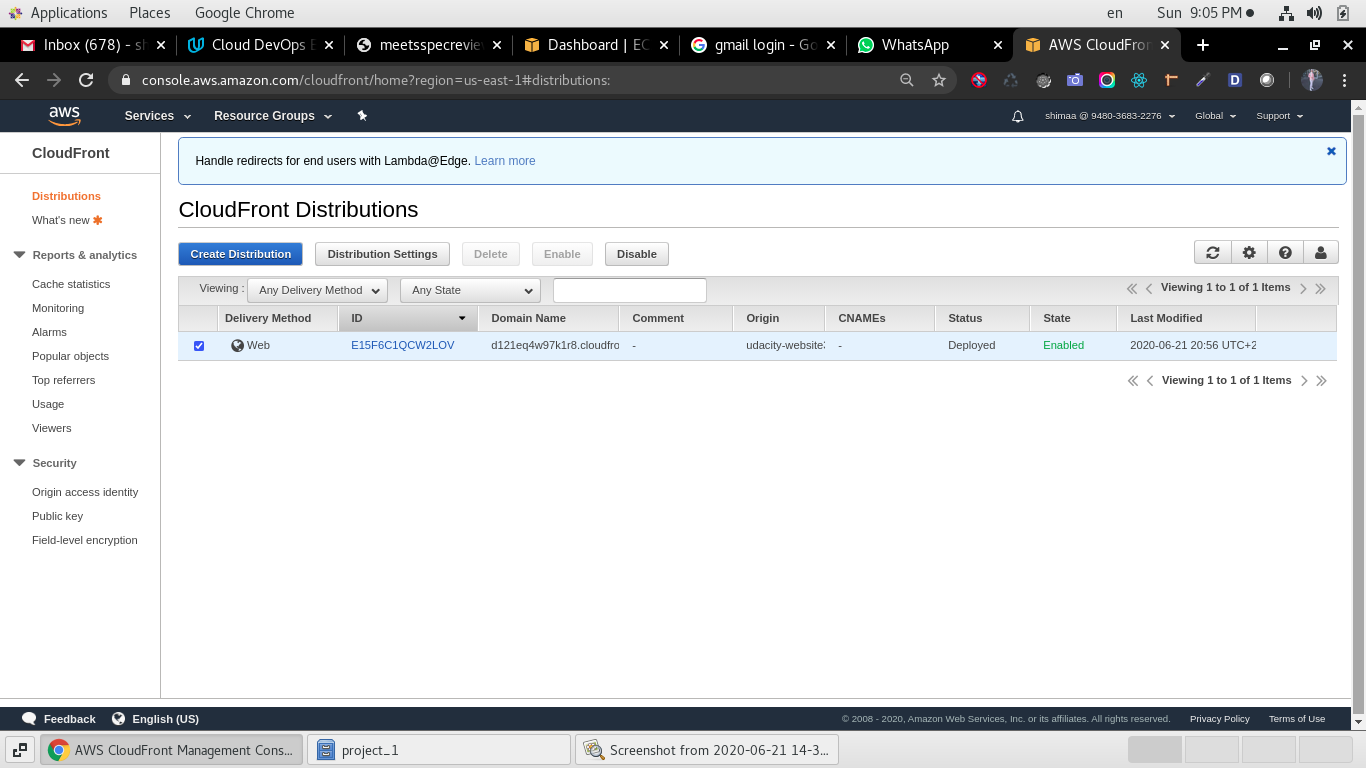 Applications Places Google Chrome en Sun 9:05 PM
Inbox (678) - sh Cloud DevOps E meetsspecreview Dashboard | EC gmail login - Go WhatsApp AWS CloudFron
console.aws.amazon.com/cloudfront/home?region=us-east-1#distributions:
aws Services Resource Groups shimaa @ 9480-3683-2276 Global Support
CloudFront
Distributions
What's new
Reports & analytics
Cache statistics
Monitoring
Alarms
Popular objects
Top referrers
Usage
Viewers
Security
Origin access identity
Public key
Field-level encryption
Handle redirects for end users with Lambda@Edge. Learn more
CloudFront Distributions
Create Distribution Distribution Settings Delete Enable Disable
Viewing : Any Delivery Method Any State Viewing 1 to 1 of 1 Items
Delivery Method ID Domain Name Comment Origin CNAMEs Status State Last Modified
Web E15F6C1QCW2LOV d121eq4w97k1r8.cloudfro - udacity-website - Deployed Enabled 2020-06-21 20:56 UTC+2
Viewing 1 to 1 of 1 Items
Feedback English (US) © 2008 - 2020, Amazon Web Services, Inc. or its affiliates. All rights reserved. Privacy Policy Terms of Use
AWS CloudFront Management Cons... project_1 Screenshot from 2020-06-21 14-3...